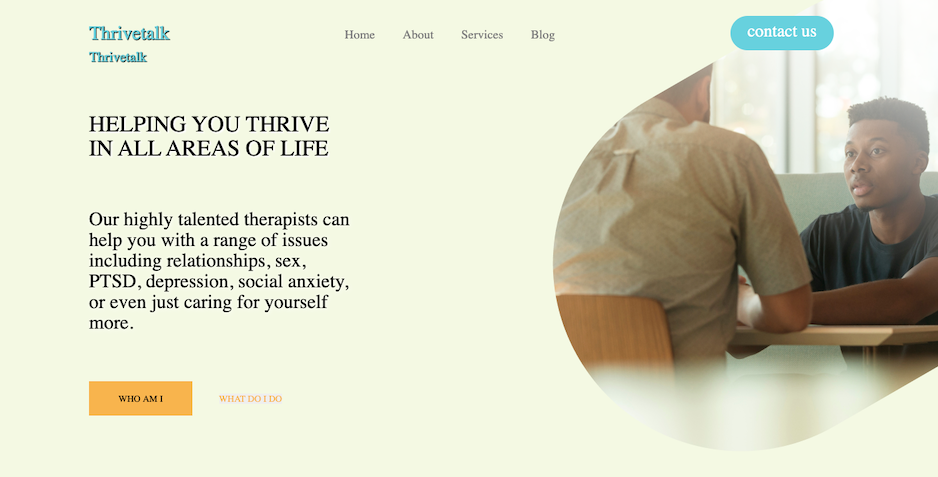 Thrivetalk
Thrivetalk
Home About Services Blog
contact us
HELPING YOU THRIVE
IN ALL AREAS OF LIFE
Our highly talented therapists can
help you with a range of issues
including relationships, sex,
PTSD, depression, social anxiety,
or even just caring for yourself
more.
WHO AM I
WHAT DO I DO